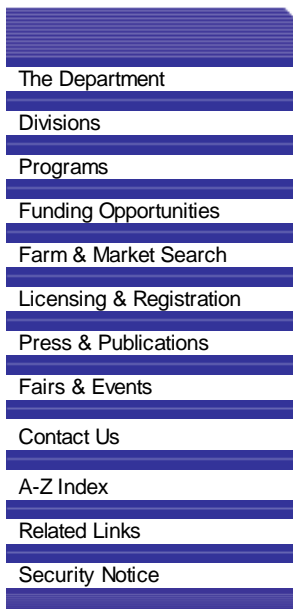 The Department
Divisions
Programs
Funding Opportunities
Farm & Market Search
Licensing & Registration
Press & Publications
Fairs & Events
Contact Us
A-Z Index
Related Links
Security Notice